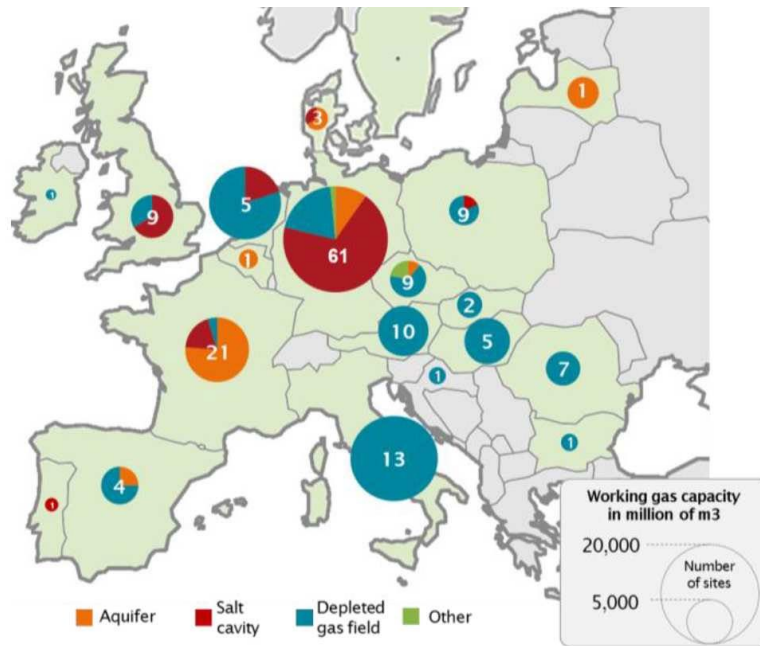 1
3
1
9
5
9
61
1
9
2
10
5
21
7
1
13
1
4
1
Working gas capacity
in million of m3
20,000
Number
of sites
5,000
Aquifer
Salt
cavity
Depleted
gas field
Other